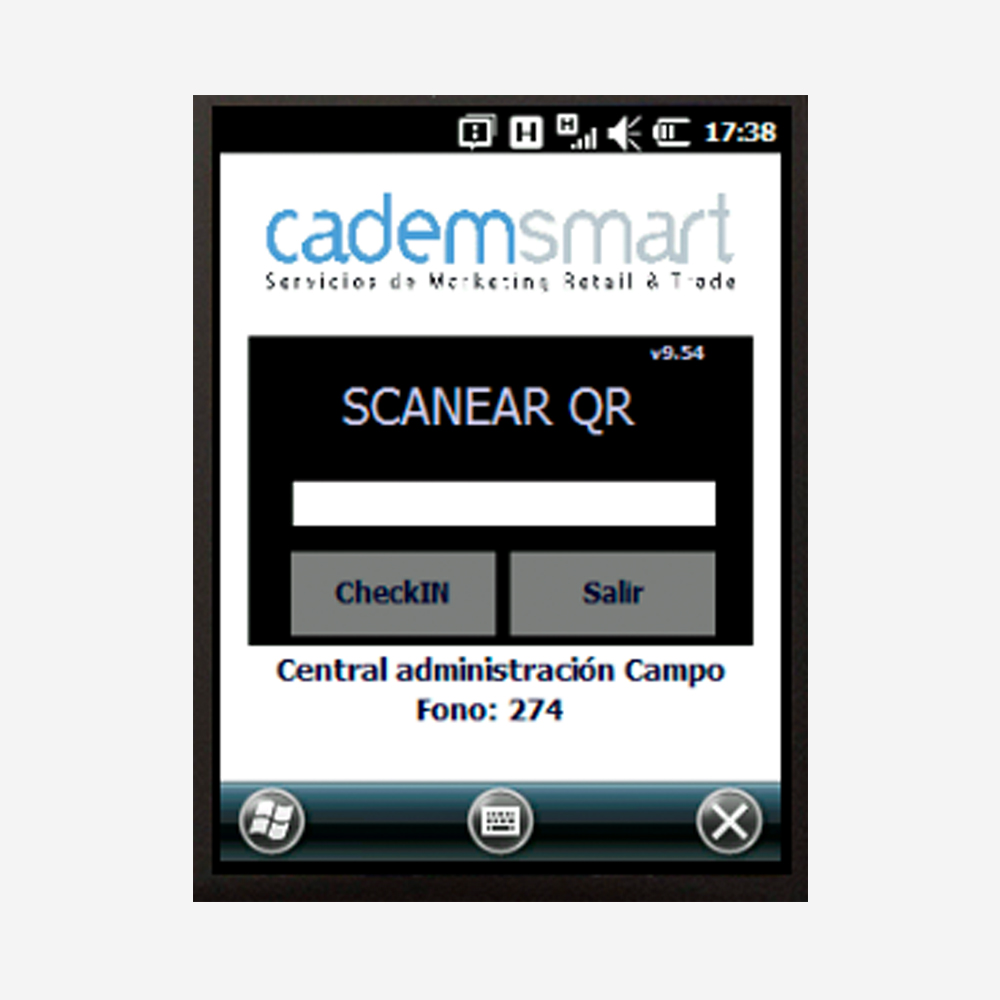 17:38
cademsmart
Servicios de Marketing Retail & Trade
v9.54
SCANEAR QR
CheckIN Salir
Central administración Campo
Fono: 274